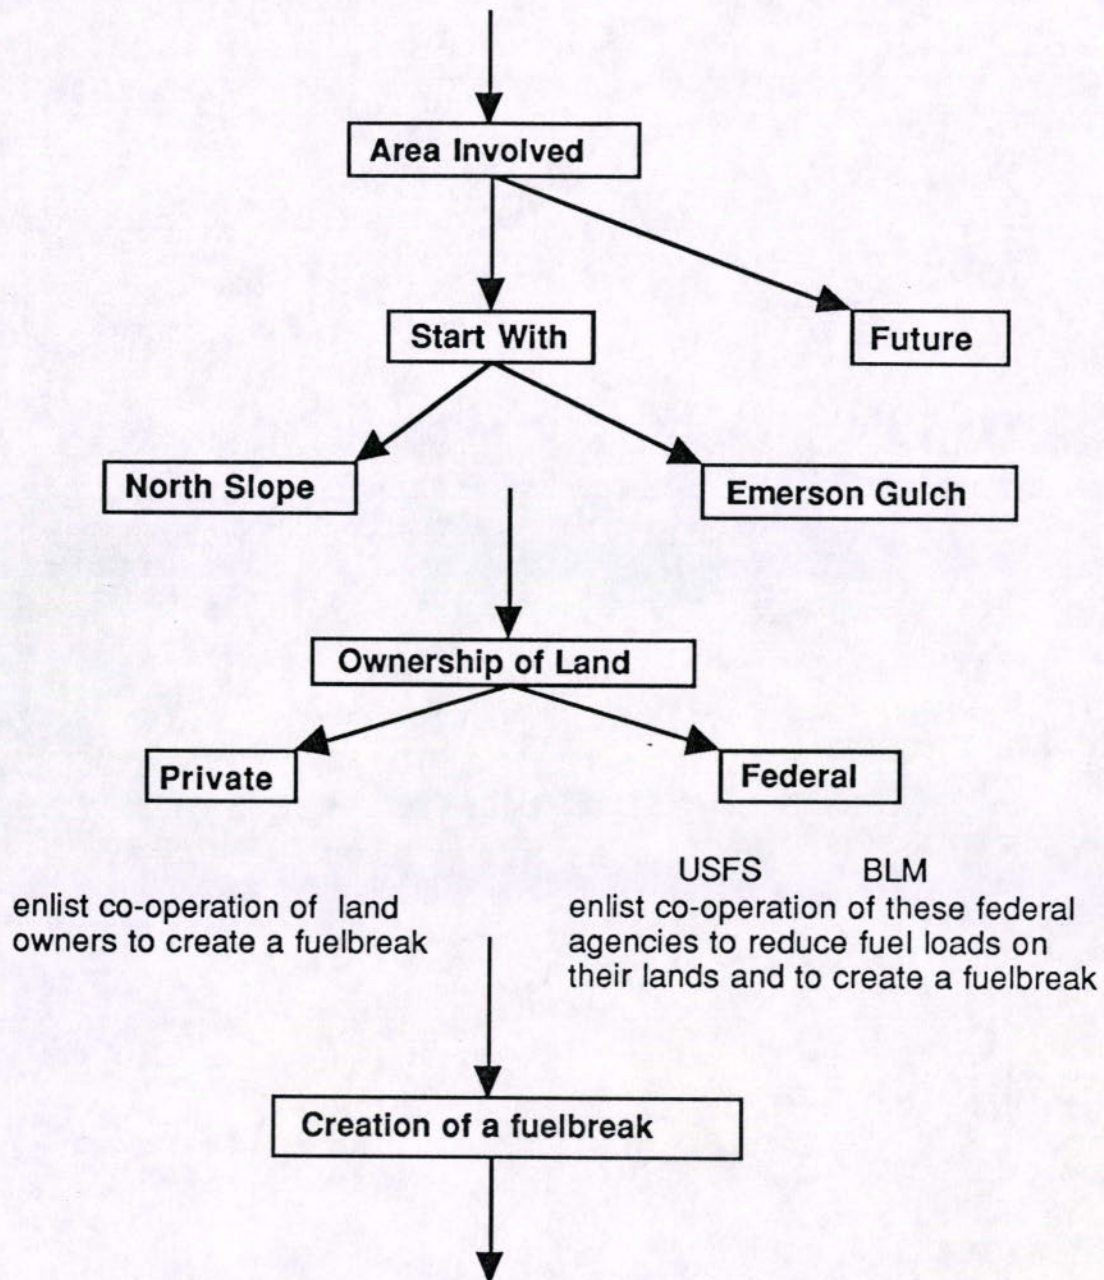 Area Involved
Start With
Future
North Slope
Emerson Gulch
Ownership of Land
Private
Federal
USFS BLM
enlist co-operation of land
owners to create a fuelbreak
enlist co-operation of these federal
agencies to reduce fuel loads on
their lands and to create a fuelbreak
Creation of a fuelbreak